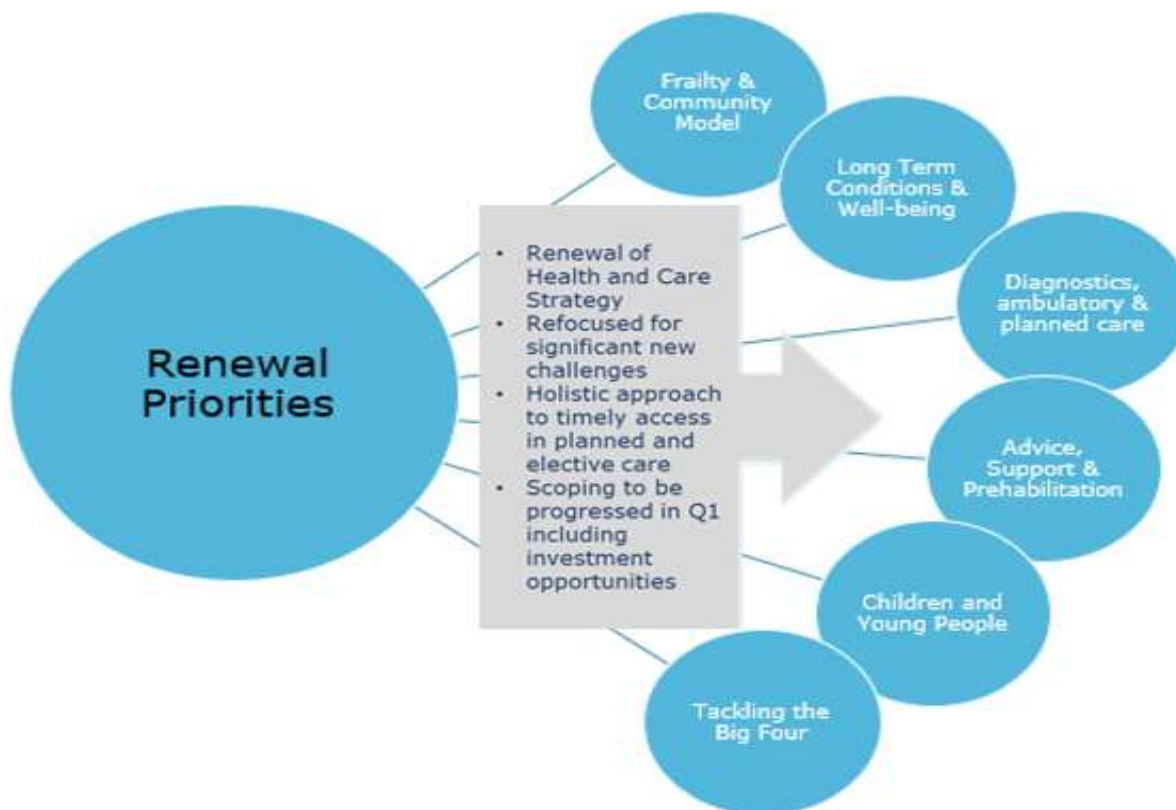 Renewal
Priorities
• Renewal of
Health and Care
Strategy
• Refocused for
significant new
challenges
• Holistic approach
to timely access
in planned and
elective care
• Scoping to be
progressed in Q1
including
investment
opportunities
Frailty &
Community
Model
Long Term
Conditions &
Well-being
Diagnostics,
ambulatory &
planned care
Advice,
Support &
Prehabilitation
Children and
Young People
Tackling the
Big Four